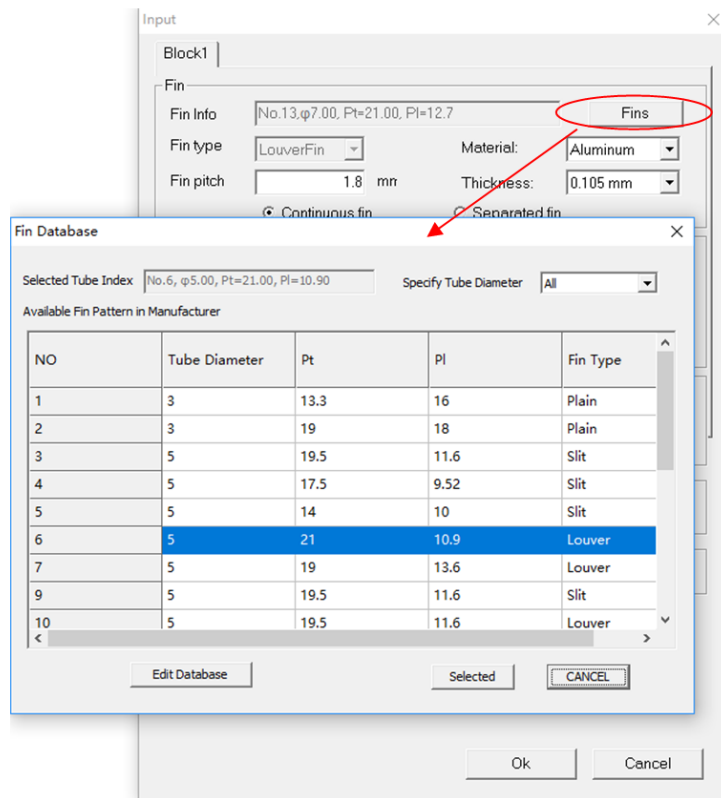 Input
Block1
Fin
Fin Info No.13,φ7.00, Pt=21.00, Pl=12.7 Fins
Fin type LouverFin Material: Aluminum
Fin pitch 1.8 mm Thickness: 0.105 mm
Continuous fin Separated fin
Fin Database
Selected Tube Index No.6, φ5.00, Pt=21.00, Pl=10.90 Specify Tube Diameter All
Available Fin Pattern in Manufacturer
NO Tube Diameter Pt Pl Fin Type
1 3 13.3 16 Plain
2 3 19 18 Plain
3 5 19.5 11.6 Slit
4 5 17.5 9.52 Slit
5 5 14 10 Slit
6 5 21 10.9 Louver
7 5 19 13.6 Louver
9 5 19.5 11.6 Slit
10 5 19.5 11.6 Louver
Edit Database Selected CANCEL
Ok Cancel